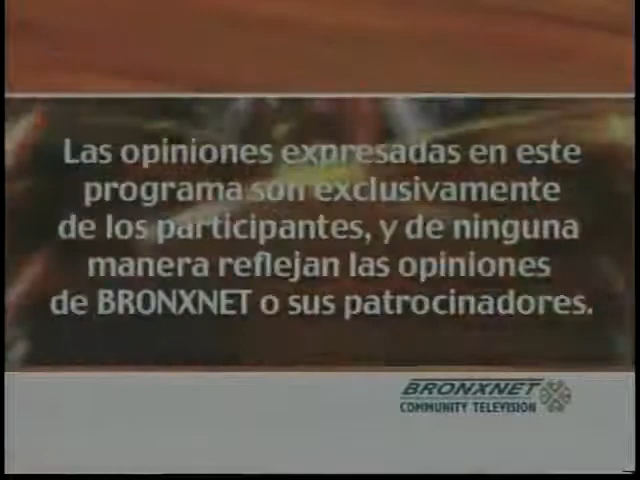 Las opiniones expresadas en este
programa son exclusivamente
de los participantes, y de ninguna
manera reflejan las opiniones
de BRONXNET o sus patrocinadores.
BRONXNET
COMMUNITY TELEVISION